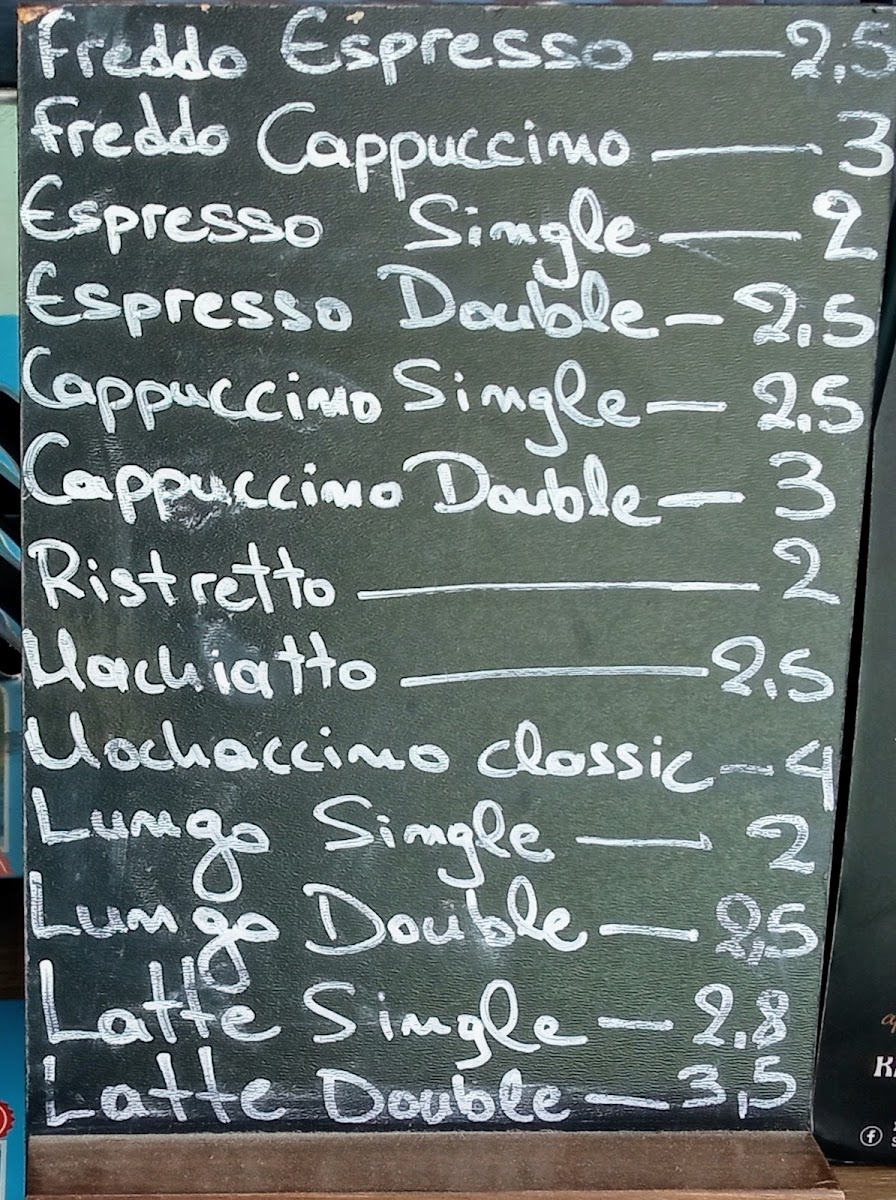 Freddo Espresso — 2,5
Freddo Cappuccino — 3
Espresso Single — 2
Espresso Double — 2,5
Cappuccino Single — 2,5
Cappuccino Double — 3
Ristretto — 2
Machiatto — 2,5
Mochaccino classic — 4
Lungo Single — 2
Lungo Double — 2,5
Latte Single — 2,8
Latte Double — 3,5